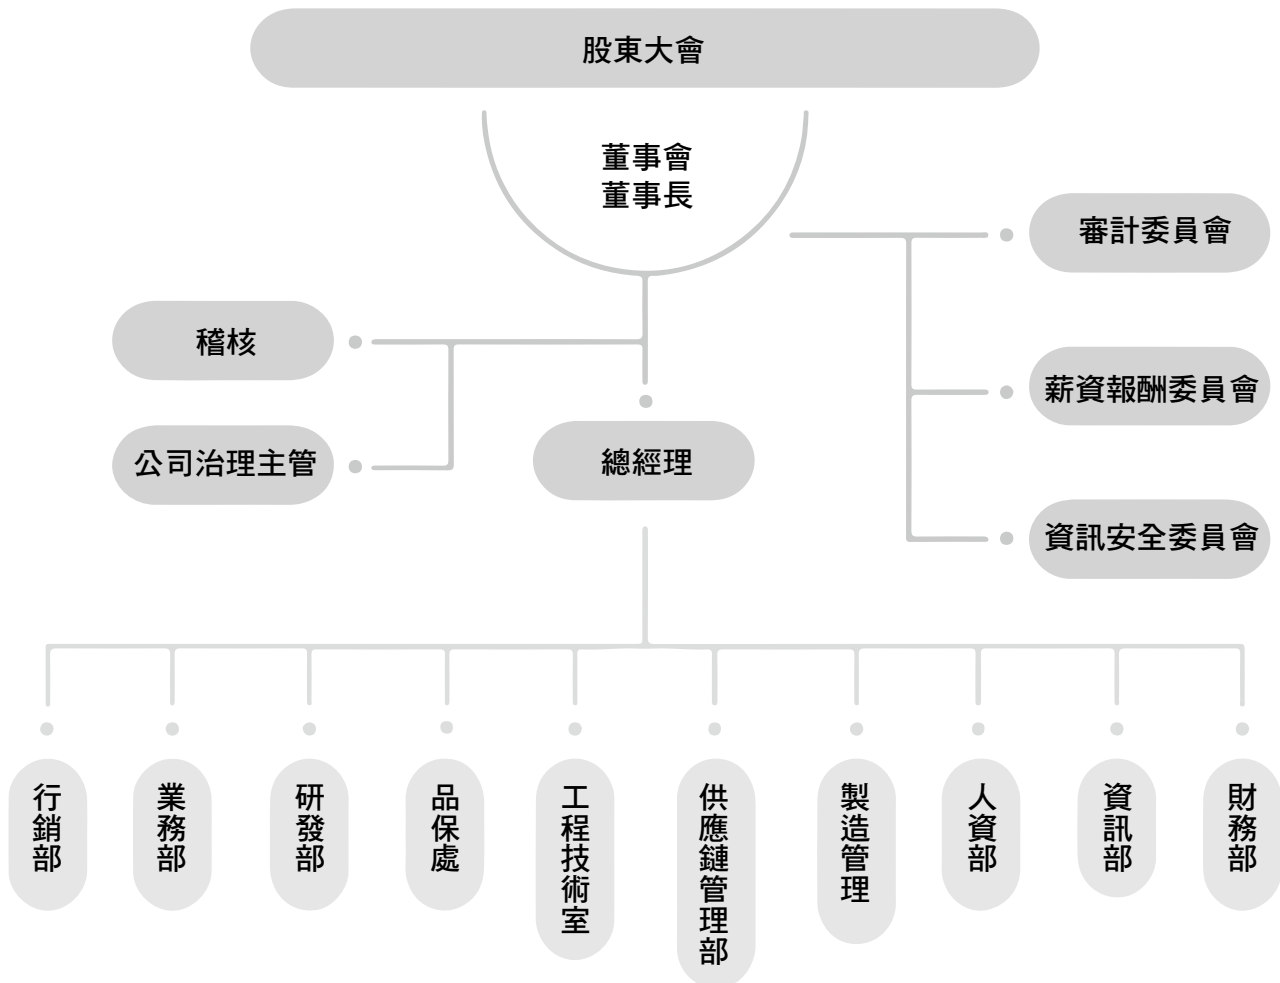 股東大會
董事會
董事長
審計委員會
稽核
薪資報酬委員會
公司治理主管
總經理
資訊安全委員會
行銷部
業務部
研發部
品保處
工程技術室
供應鏈管理部
製造管理
人資部
資訊部
財務部